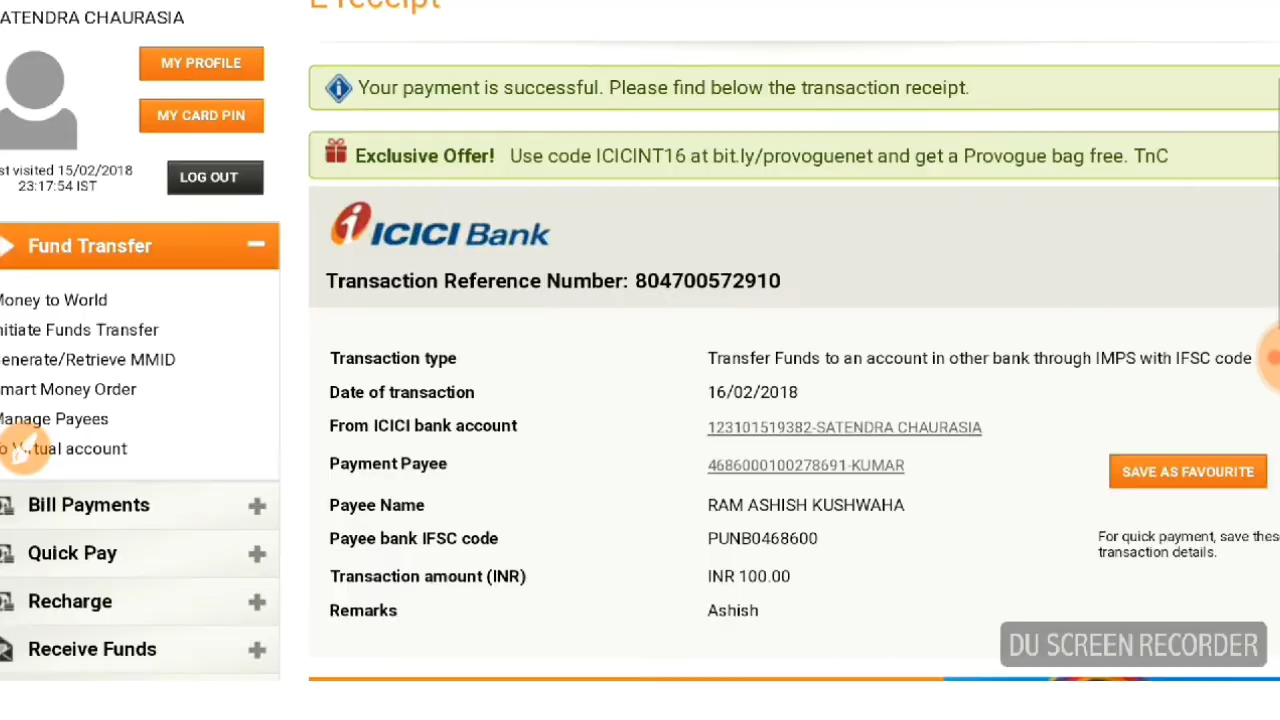 ATENDRA CHAURASIA
MY PROFILE
MY CARD PIN
st visited 15/02/2018
23:17:54 IST
LOG OUT
Fund Transfer
Money to World
nitiate Funds Transfer
enerate/Retrieve MMID
mart Money Order
Manage Payees
o Virtual account
Bill Payments
Quick Pay
Recharge
Receive Funds
E receipt
Your payment is successful. Please find below the transaction receipt.
Exclusive Offer! Use code ICICINT16 at bit.ly/provoguenet and get a Provogue bag free. TnC
ICICI Bank
Transaction Reference Number: 804700572910
Transaction type Transfer Funds to an account in other bank through IMPS with IFSC code
Date of transaction 16/02/2018
From ICICI bank account 123101519382-SATENDRA CHAURASIA
Payment Payee 4686000100278691-KUMAR
SAVE AS FAVOURITE
Payee Name RAM ASHISH KUSHWAHA
Payee bank IFSC code PUNB0468600
For quick payment, save thes
transaction details.
Transaction amount (INR) INR 100.00
Remarks Ashish
DU SCREEN RECORDER